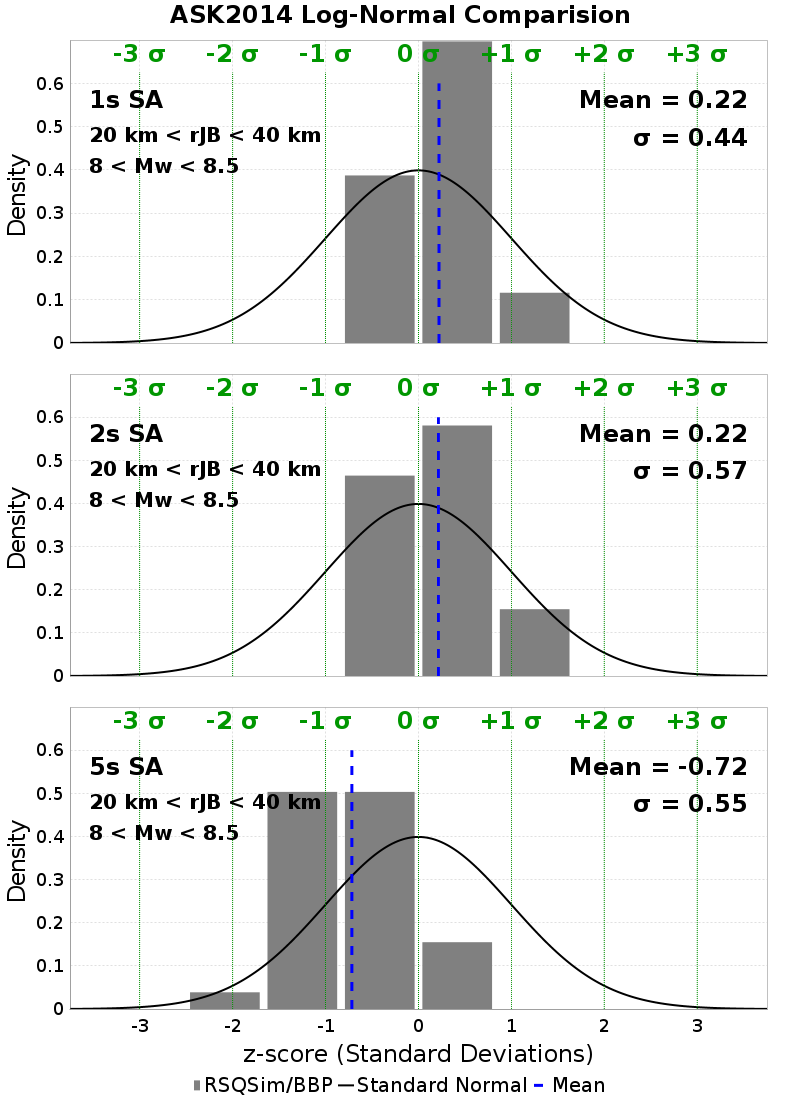 ASK2014 Log-Normal Comparision
-3 σ -2 σ -1 σ 0 σ +1 σ +2 σ +3 σ
1s SA
20 km < rJB < 40 km
8 < Mw < 8.5
Mean = 0.22
σ = 0.44
Density
0.6
0.5
0.4
0.3
0.2
0.1
0
-3 σ -2 σ -1 σ 0 σ +1 σ +2 σ +3 σ
2s SA
20 km < rJB < 40 km
8 < Mw < 8.5
Mean = 0.22
σ = 0.57
Density
0.6
0.5
0.4
0.3
0.2
0.1
0
-3 σ -2 σ -1 σ 0 σ +1 σ +2 σ +3 σ
5s SA
20 km < rJB < 40 km
8 < Mw < 8.5
Mean = -0.72
σ = 0.55
Density
0.6
0.5
0.4
0.3
0.2
0.1
0
-3 -2 -1 0 1 2 3
z-score (Standard Deviations)
RSQSim/BBP Standard Normal Mean